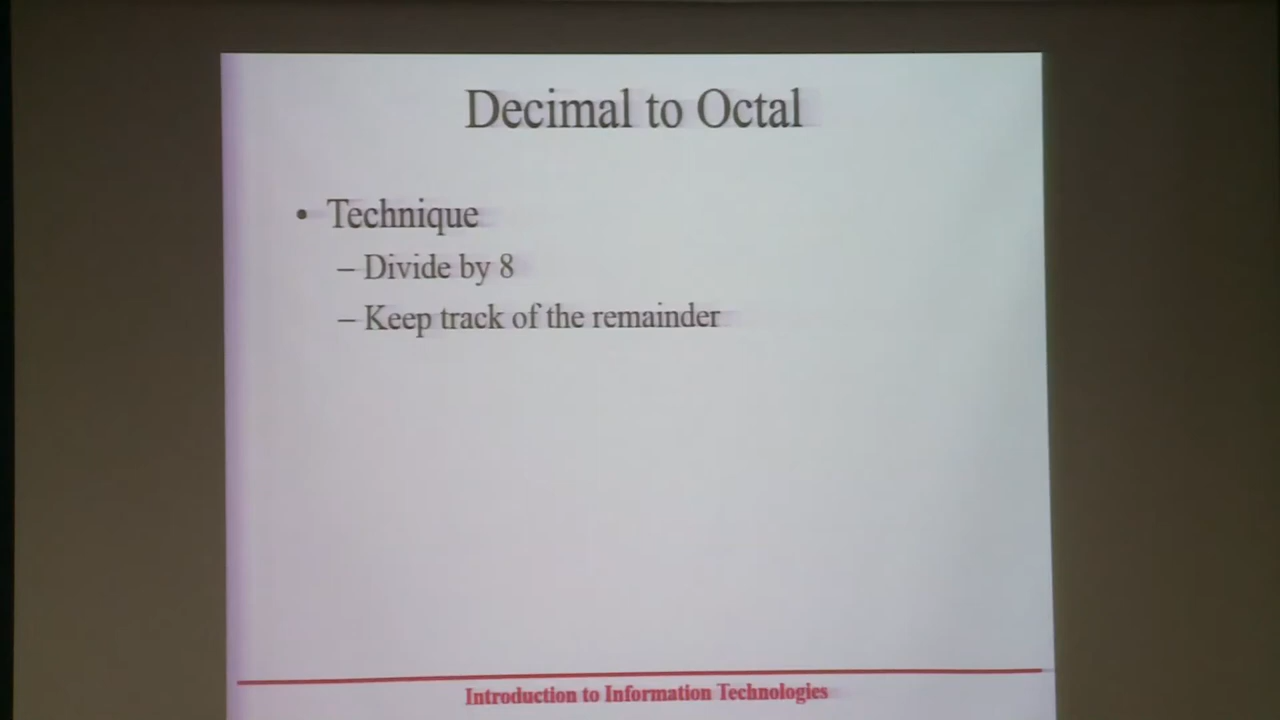 Decimal to Octal
• Technique
– Divide by 8
– Keep track of the remainder
Introduction to Information Technologies